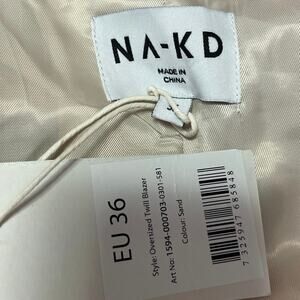 NA-KD
MADE IN
CHINA
EU 36
Style: Oversized Twill Blazer
Art No: 1594-000703-0301-581
Colour: Sand
7 325947 685848